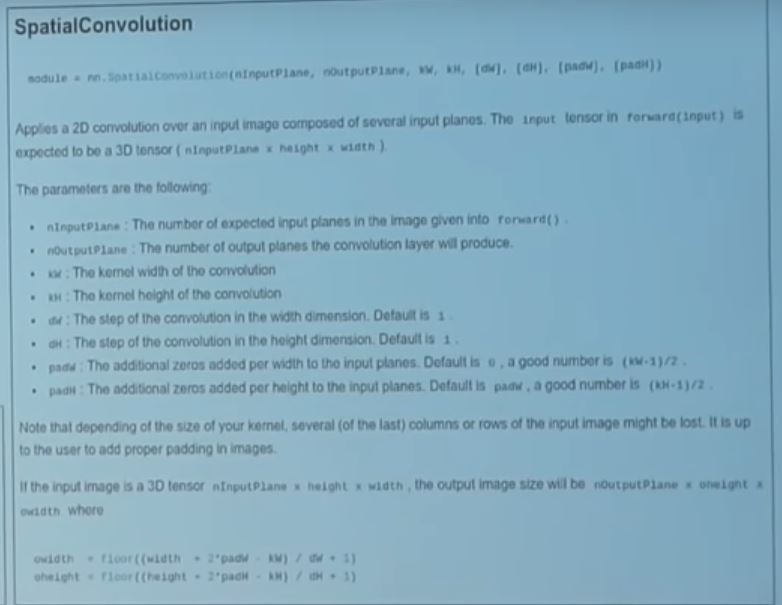 SpatialConvolution
module = nn.SpatialConvolution(nInputPlane, nOutputPlane, kW, kH, [dW], [dH], [padW], [padH])
Applies a 2D convolution over an input image composed of several input planes. The input tensor in forward(input) is
expected to be a 3D tensor ( nInputPlane x height x width ).
The parameters are the following:
• nInputPlane : The number of expected input planes in the image given into forward() .
• nOutputPlane : The number of output planes the convolution layer will produce.
• kW : The kernel width of the convolution
• kH : The kernel height of the convolution
• dW : The step of the convolution in the width dimension. Default is 1 .
• dH : The step of the convolution in the height dimension. Default is 1 .
• padW : The additional zeros added per width to the input planes. Default is 0 , a good number is (kW-1)/2 .
• padH : The additional zeros added per height to the input planes. Default is padW , a good number is (kH-1)/2 .
Note that depending of the size of your kernel, several (of the last) columns or rows of the input image might be lost. It is up
to the user to add proper padding in images.
If the input image is a 3D tensor nInputPlane x height x width , the output image size will be nOutputPlane x oheight x
owidth where
owidth = floor((width + 2*padW - kW) / dW + 1)
oheight = floor((height + 2*padH - kH) / dH + 1)